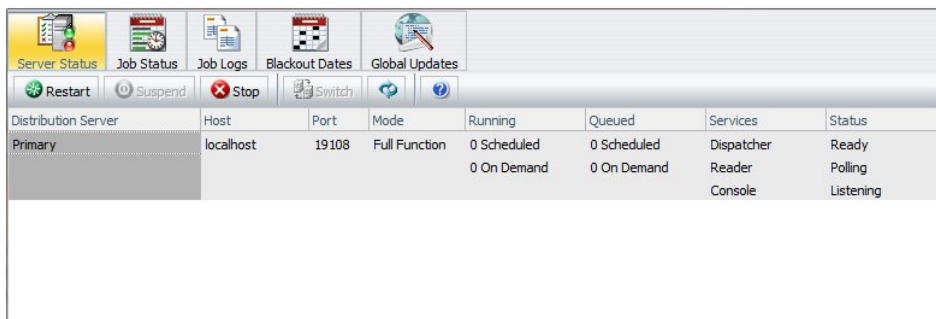 Server Status Job Status Job Logs Blackout Dates Global Updates
Restart Suspend Stop Switch
Distribution Server Host Port Mode Running Queued Services Status
Primary localhost 19108 Full Function 0 Scheduled 0 Scheduled Dispatcher Ready
0 On Demand 0 On Demand Reader Polling
Console Listening